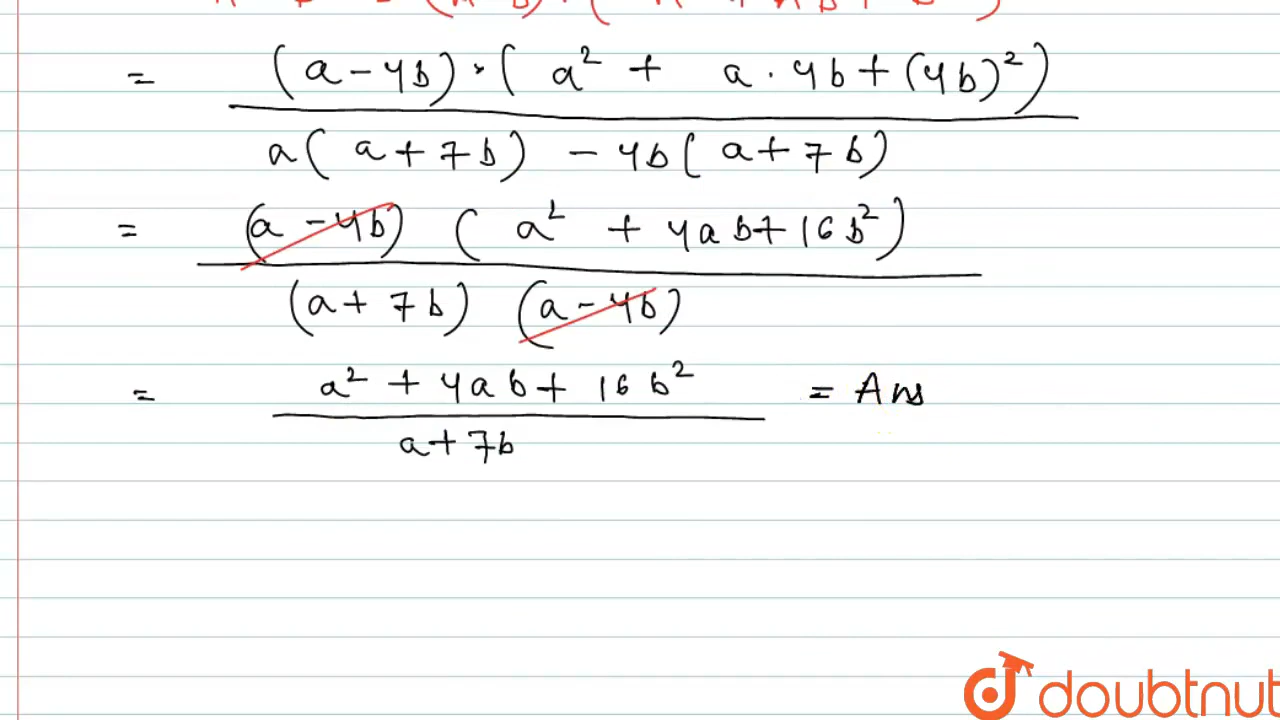 = (a - 4b) · (a² + a · 4b + (4b)²)
a(a + 7b) - 4b(a + 7b)
= (a - 4b) (a² + 4ab + 16b²)
(a + 7b) (a - 4b)
= a² + 4ab + 16b² = Ans
a + 7b
doubtnut